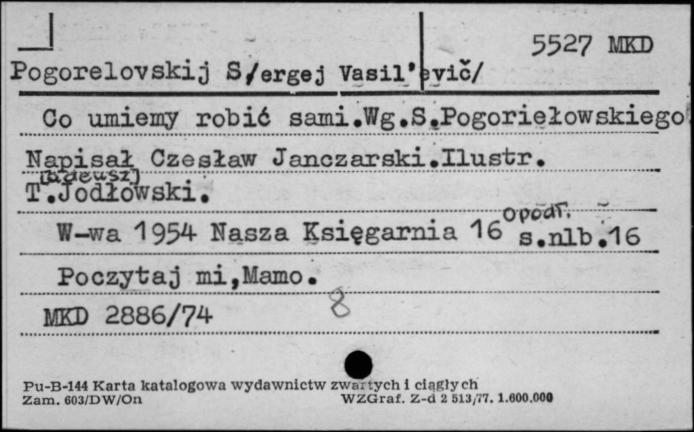 5527 MKD
Pogorelovskij S/ergej Vasil'evič/
Co umiemy robić sami.Wg.S.Pogoriełowskiego
Napisał Czesław Janczarski.Ilustr.
[adeusz]
T.Jodłowski.
opodr.
W-wa 1954 Nasza Księgarnia 16 s.nlb.16
Poczytaj mi,Mamo.
MKD 2886/74 8
Pu-B-144 Karta katalogowa wydawnictw zwartych i ciągłych
Zam. 603/DW/On WZGraf. Z-d 2 513/77. 1.600.000